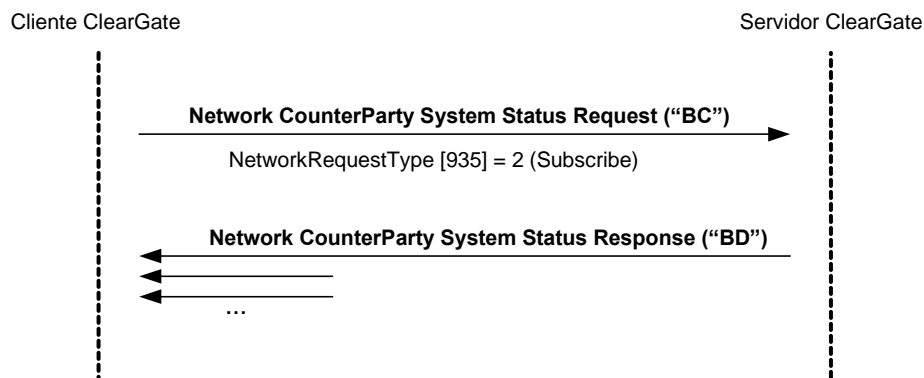 Cliente ClearGate
Servidor ClearGate
Network CounterParty System Status Request (“BC”)
NetworkRequestType [935] = 2 (Subscribe)
Network CounterParty System Status Response (“BD”)
...